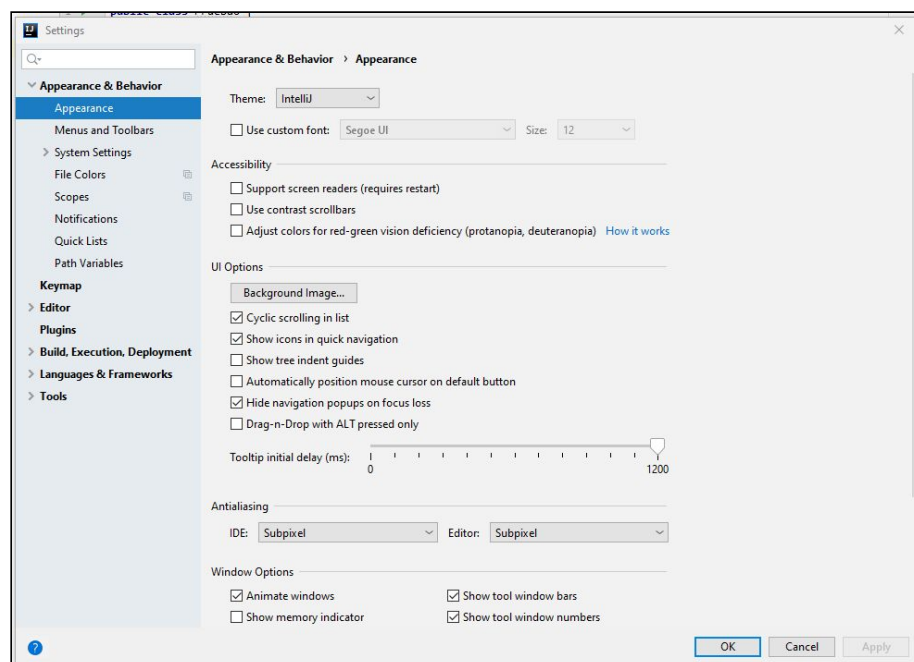 public class
Settings
Appearance & Behavior › Appearance
Appearance & Behavior
Appearance
Menus and Toolbars
System Settings
File Colors
Scopes
Notifications
Quick Lists
Path Variables
Keymap
Editor
Plugins
Build, Execution, Deployment
Languages & Frameworks
Tools
Theme: IntelliJ
Use custom font: Segoe UI Size: 12
Accessibility
Support screen readers (requires restart)
Use contrast scrollbars
Adjust colors for red-green vision deficiency (protanopia, deuteranopia) How it works
UI Options
Background Image...
Cyclic scrolling in list
Show icons in quick navigation
Show tree indent guides
Automatically position mouse cursor on default button
Hide navigation popups on focus loss
Drag-n-Drop with ALT pressed only
Tooltip initial delay (ms):
0 1200
Antialiasing
IDE: Subpixel Editor: Subpixel
Window Options
Animate windows Show tool window bars
Show memory indicator Show tool window numbers
? OK Cancel Apply